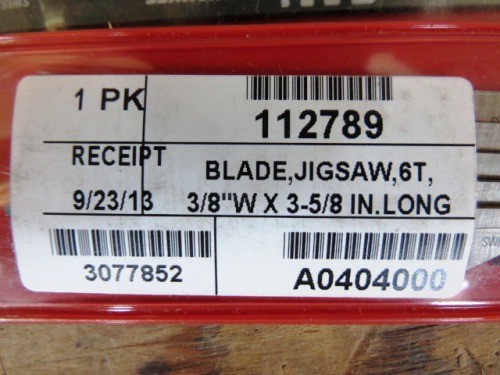 1 PK
112789
RECEIPT
9/23/13
BLADE,JIGSAW,6T,
3/8"W X 3-5/8 IN.LONG
3077852
A0404000